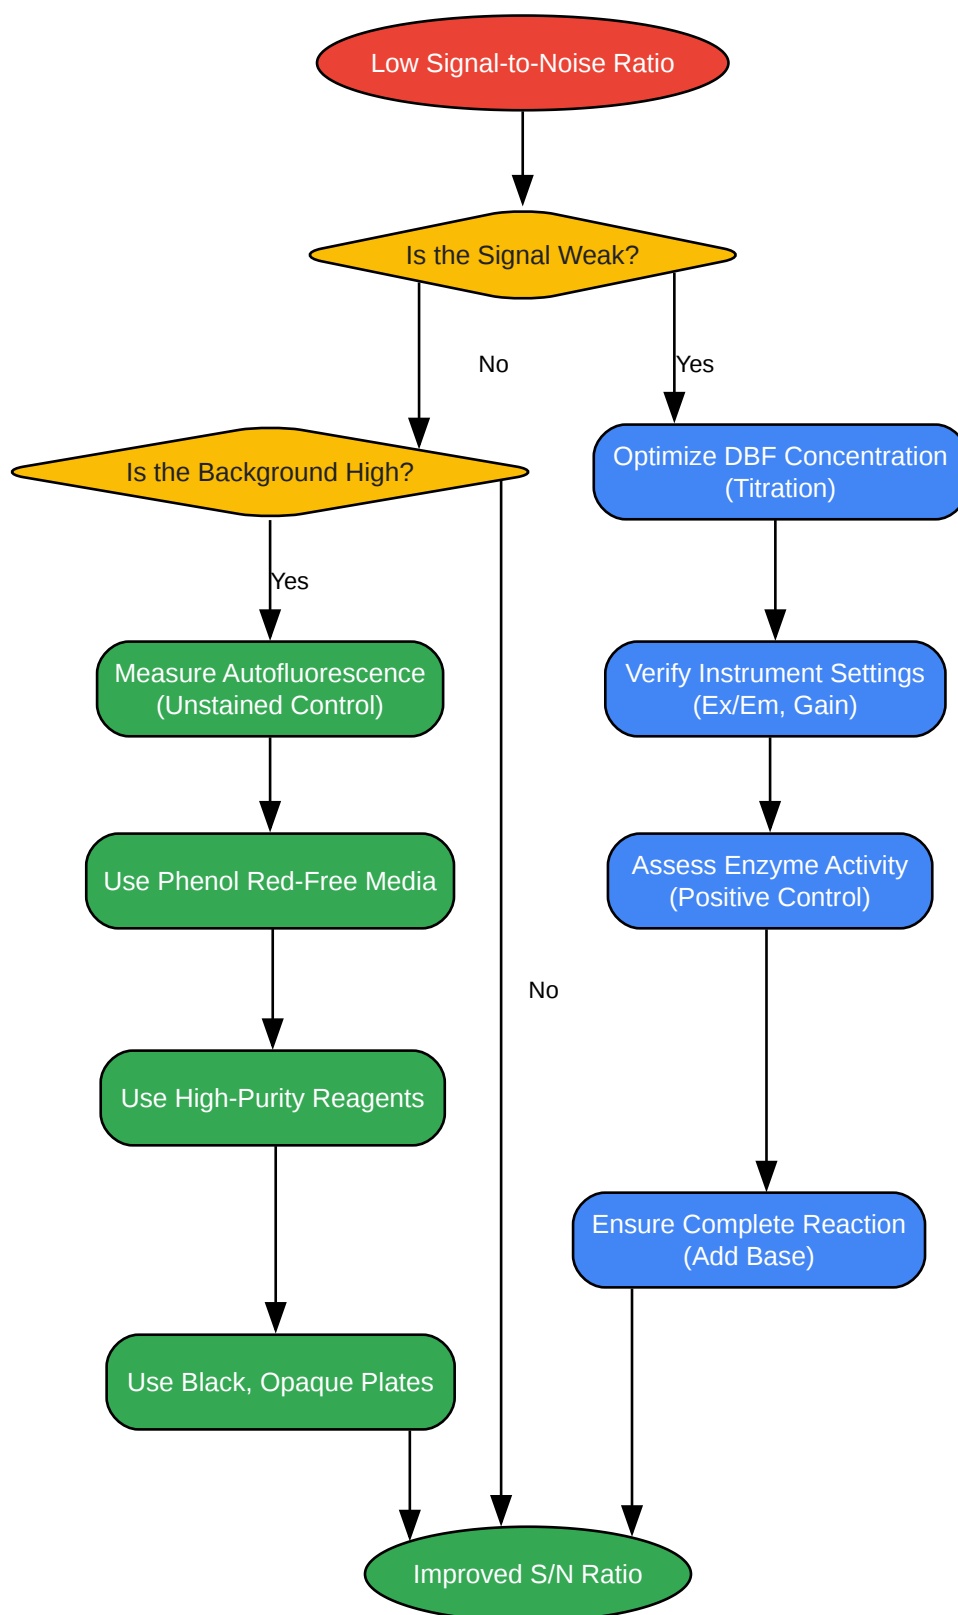 Low Signal-to-Noise Ratio
Is the Signal Weak?
No
Yes
Is the Background High?
Optimize DBF Concentration
(Titration)
Yes
Measure Autofluorescence
(Unstained Control)
Verify Instrument Settings
(Ex/Em, Gain)
Use Phenol Red-Free Media
Assess Enzyme Activity
(Positive Control)
No
Use High-Purity Reagents
Ensure Complete Reaction
(Add Base)
Use Black, Opaque Plates
Improved S/N Ratio